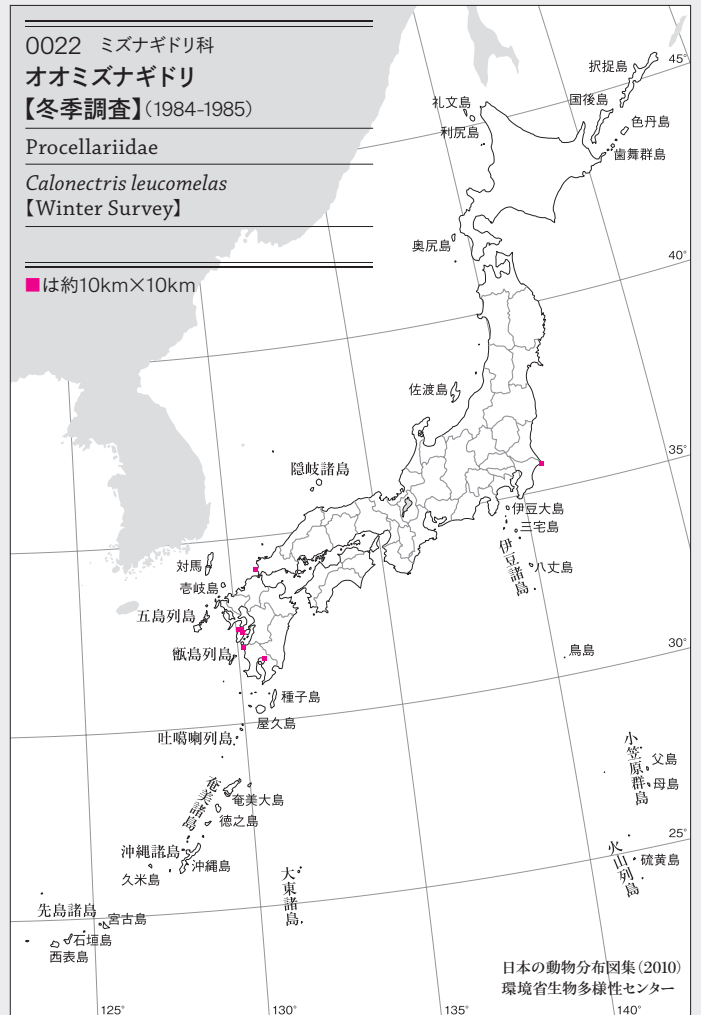 0022 ミズナギドリ科
オオミズナギドリ
【冬季調査】(1984-1985)
Procellariidae
Calonectris leucomelas
【Winter Survey】
■は約10km×10km
択捉島
45°
国後島
礼文島
色丹島
利尻島
歯舞群島
奥尻島
40°
佐渡島
35°
隠岐諸島
伊豆大島
三宅島
伊豆諸島
八丈島
対馬
壱岐島
五島列島
甑島列島
鳥島
30°
種子島
屋久島
吐噶喇列島
小笠原群島
父島
母島
奄美諸島
奄美大島
徳之島
25°
沖縄諸島
沖縄島
久米島
火山列島
硫黄島
大東諸島
先島諸島
宮古島
石垣島
西表島
日本の動物分布図集(2010)
環境省生物多様性センター
125°
130°
135°
140°